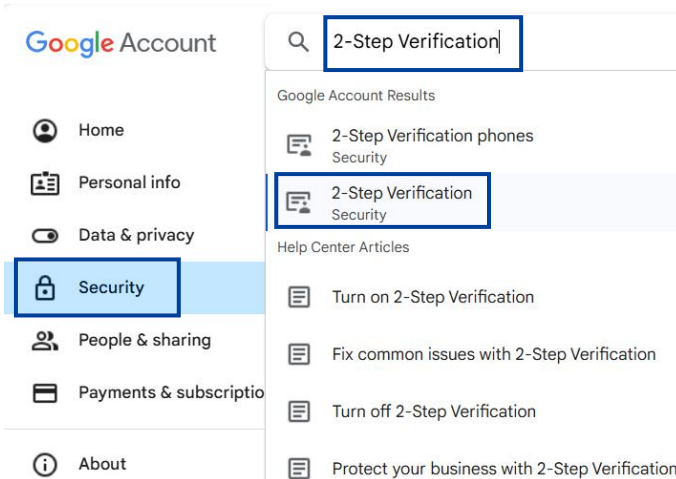 Google Account
2-Step Verification
Home
Personal info
Data & privacy
Security
People & sharing
Payments & subscriptio
About
Google Account Results
2-Step Verification phones
Security
2-Step Verification
Security
Help Center Articles
Turn on 2-Step Verification
Fix common issues with 2-Step Verification
Turn off 2-Step Verification
Protect your business with 2-Step Verification